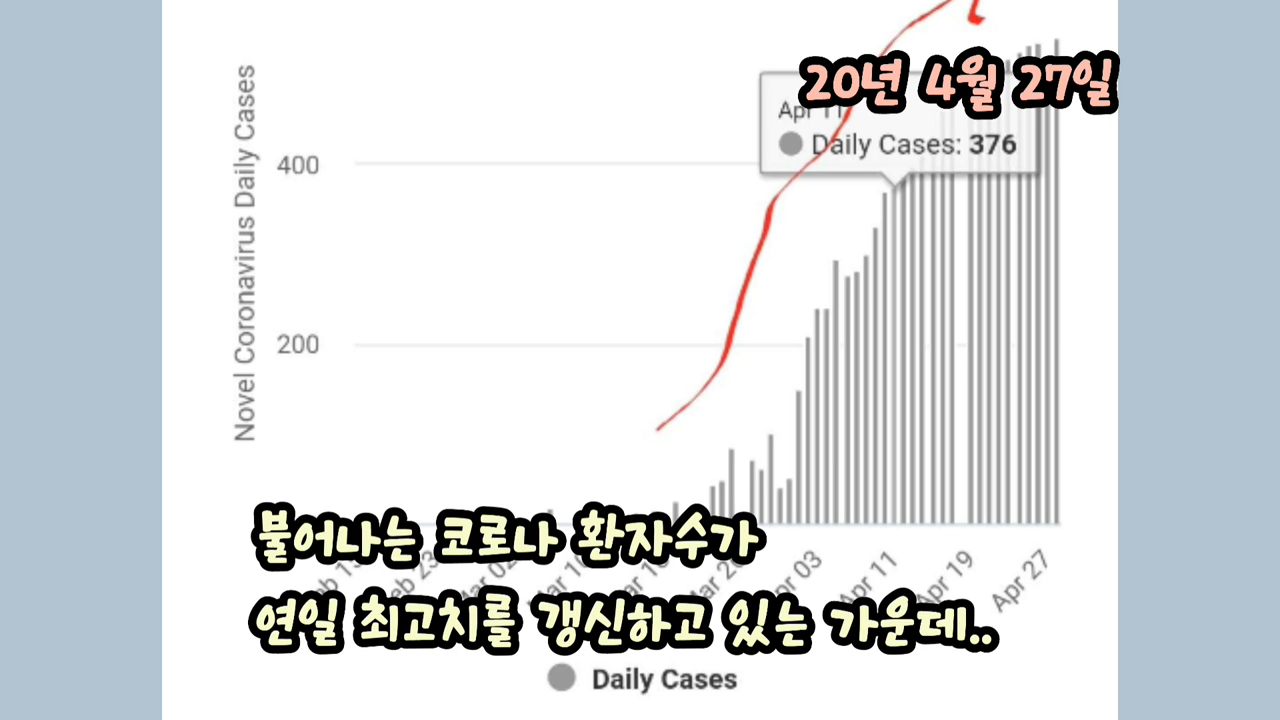 20년 4월 27일
Apr 11
Daily Cases: 376
Novel Coronavirus Daily Cases
400
200
불어나는 코로나 환자수가
연일 최고치를 갱신하고 있는 가운데..
Apr 11
Apr 19
Apr 27
Daily Cases